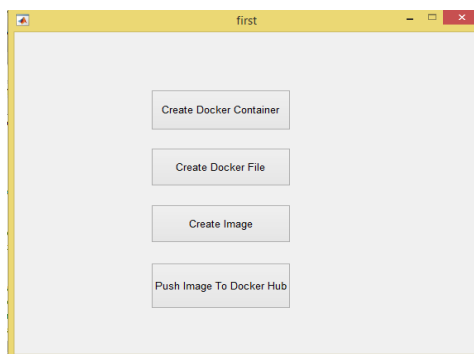 first
Create Docker Container
Create Docker File
Create Image
Push Image To Docker Hub